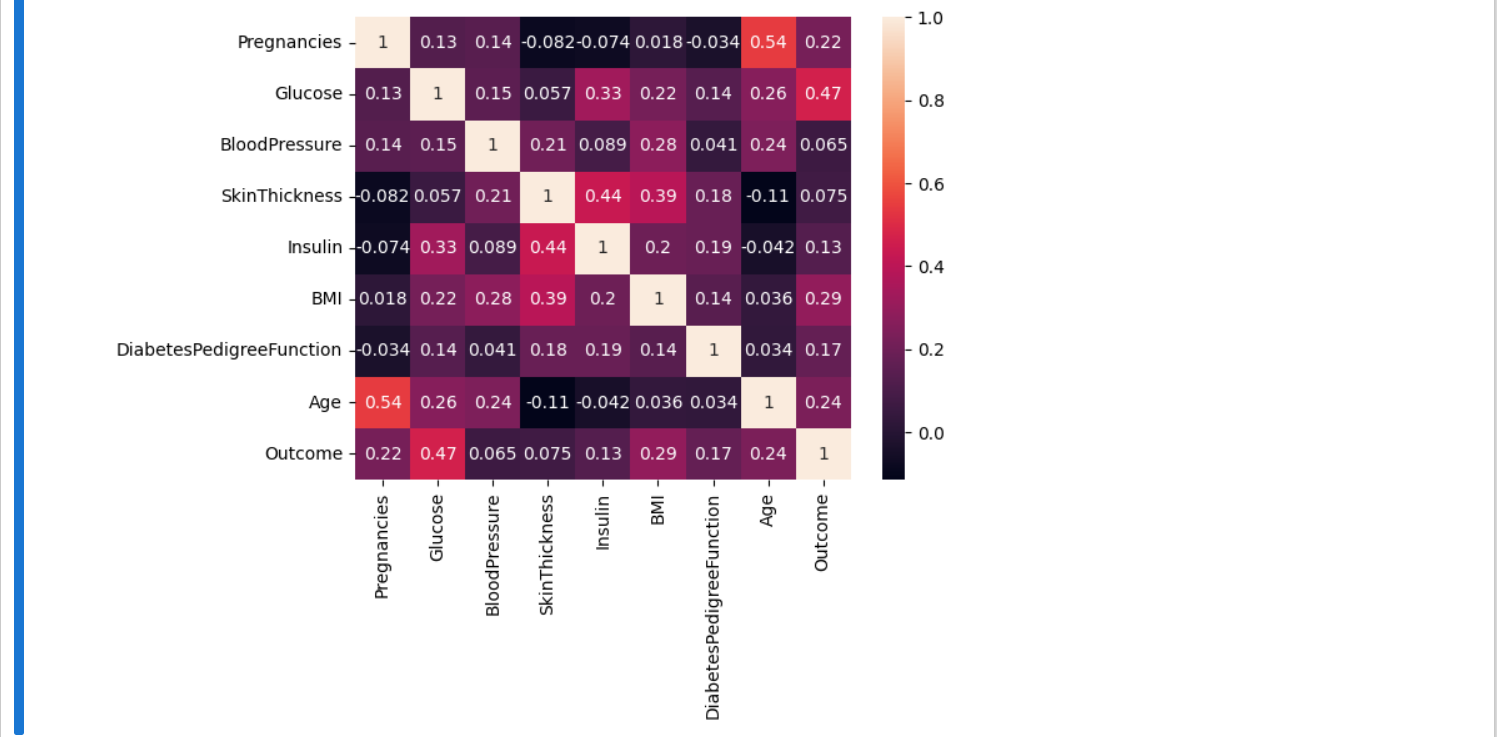 1.0
Pregnancies 1 0.13 0.14 -0.082 -0.074 0.018 -0.034 0.54 0.22
Glucose 0.13 1 0.15 0.057 0.33 0.22 0.14 0.26 0.47
0.8
BloodPressure 0.14 0.15 1 0.21 0.089 0.28 0.041 0.24 0.065
SkinThickness -0.082 0.057 0.21 1 0.44 0.39 0.18 -0.11 0.075
0.6
Insulin -0.074 0.33 0.089 0.44 1 0.2 0.19 -0.042 0.13
0.4
BMI 0.018 0.22 0.28 0.39 0.2 1 0.14 0.036 0.29
DiabetesPedigreeFunction -0.034 0.14 0.041 0.18 0.19 0.14 1 0.034 0.17
0.2
Age 0.54 0.26 0.24 -0.11 -0.042 0.036 0.034 1 0.24
0.0
Outcome 0.22 0.47 0.065 0.075 0.13 0.29 0.17 0.24 1
Pregnancies
Glucose
BloodPressure
SkinThickness
Insulin
BMI
DiabetesPedigreeFunction
Age
Outcome